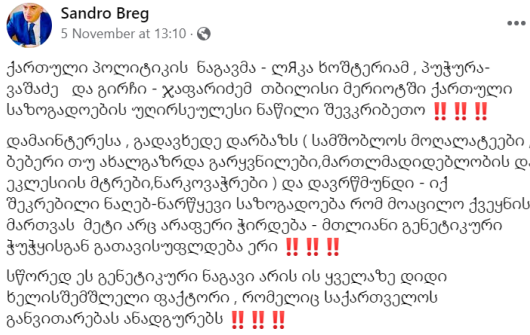 Sandro Breg
5 November at 13:10 ·
ქართული პოლიტიკის ნაგავმა - ლЯკა ხოშტერიამ , პუჭურა-
ვაშაძე და გირჩი - ჯაფარიძემ თბილისი მერიოტში ქართული
საზოგადოების უღირსეულესი ნაწილი შევკრიბეთო ‼️ ‼️ ‼️
დამაინტერესა , გადავხედე დარბაზს ( სამშობლოს მოღალატეები ,
ბებერი თუ ახალგაზრდა გარყვნილები,მართლმადიდებლობის და
ეკლესიის მტრები,ნარკოვაჭრები ) და დავრწმუნდი - იქ
შეკრებილი ნაღებ-ნარწყევი საზოგადოება რომ მოაცილო ქვეყნის
მართვას მეტი არც არაფერი ჭირდება - მთლიანი გენეტიკური
ჭუჭყისგან გათავისუფლდება ერი ‼️ ‼️ ‼️
სწორედ ეს გენეტიკური ნაგავი არის ის ყველაზე დიდი
ხელისშემშლელი ფაქტორი , რომელიც საქართველოს
განვითარებას ანადგურებს ‼️ ‼️ ‼️